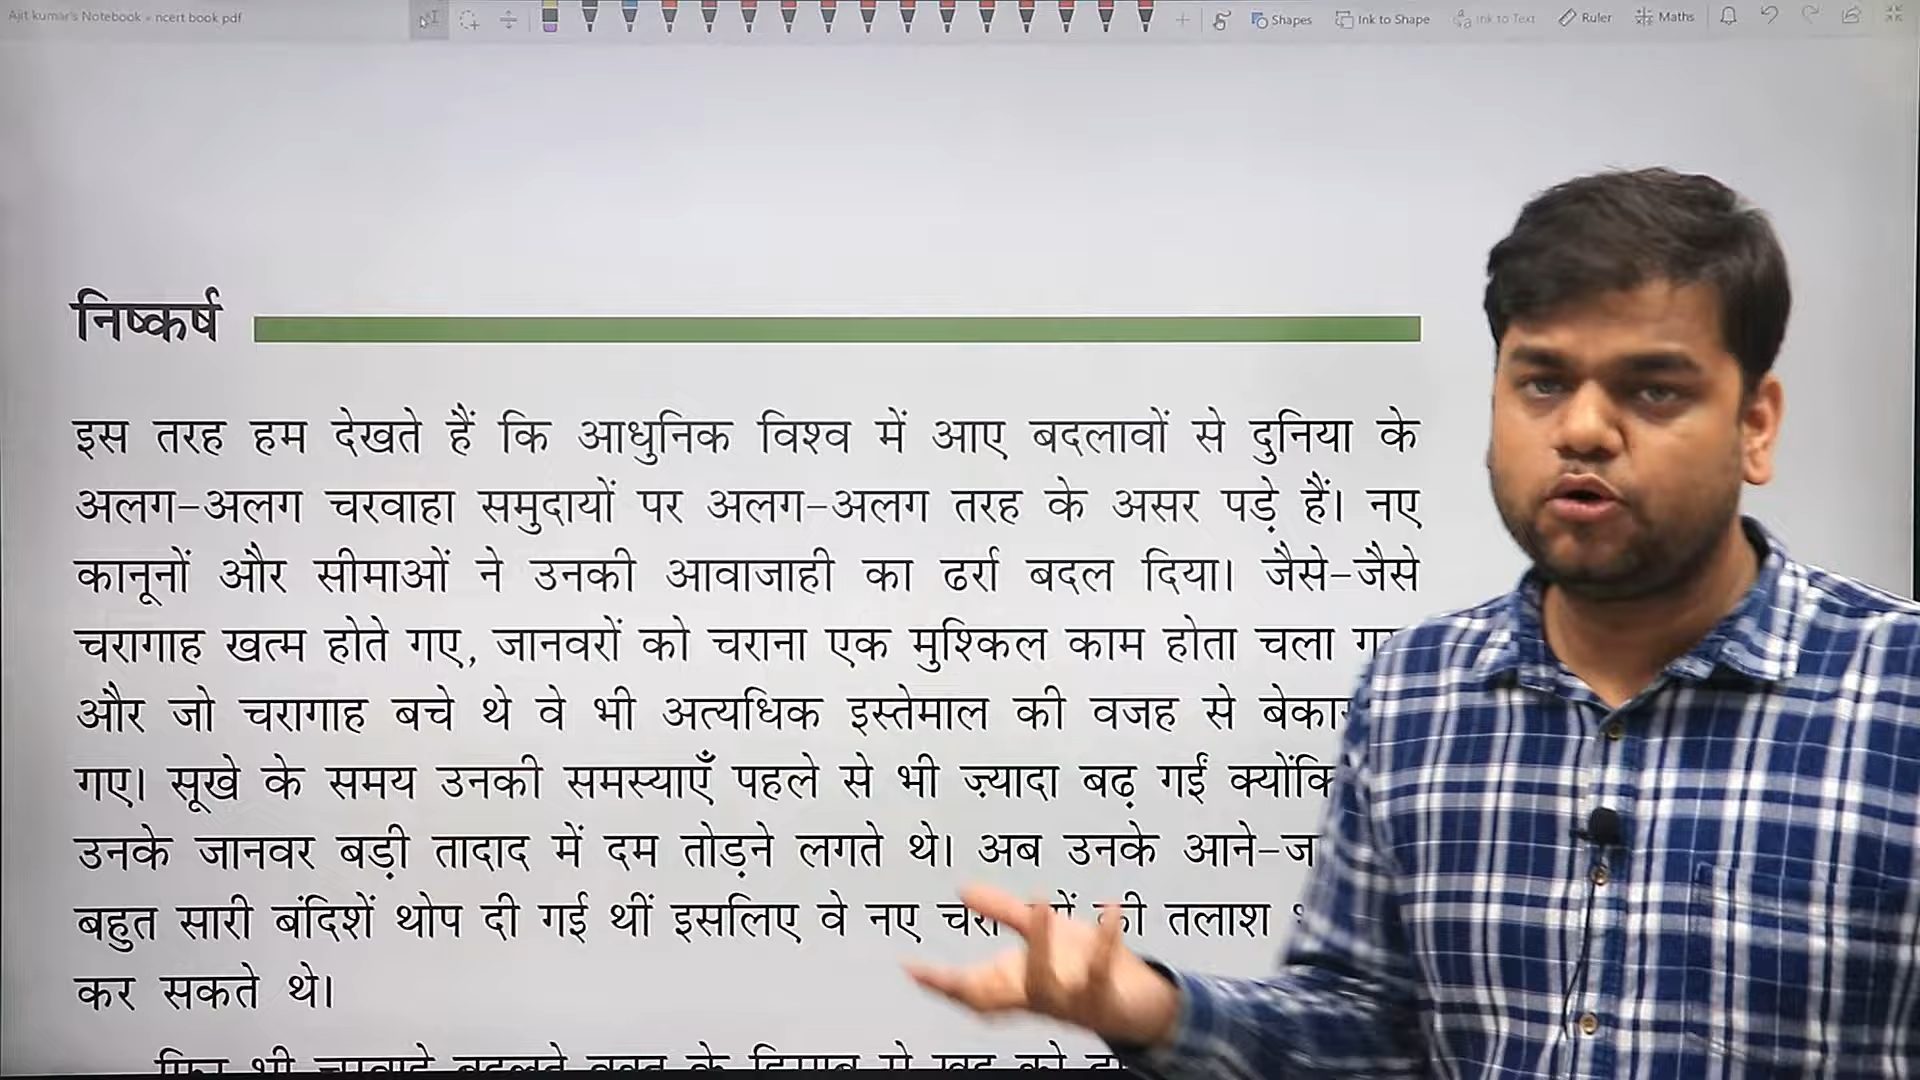 Ajit kumar's Notebook » ncert book pdf
Shapes Ink to Shape Ink to Text Ruler Maths
निष्कर्ष
इस तरह हम देखते हैं कि आधुनिक विश्व में आए बदलावों से दुनिया के
अलग-अलग चरवाहा समुदायों पर अलग-अलग तरह के असर पड़े हैं। नए
कानूनों और सीमाओं ने उनकी आवाजाही का ढर्रा बदल दिया। जैसे-जैसे
चरागाह खत्म होते गए, जानवरों को चराना एक मुश्किल काम होता चला
और जो चरागाह बचे थे वे भी अत्यधिक इस्तेमाल की वजह से
गए। सूखे के समय उनकी समस्याएँ पहले से भी ज़्यादा बढ़ गईं क्योंकि
उनके जानवर बड़ी तादाद में दम तोड़ने लगते थे। अब उनके
बहुत सारी बंदिशें थोप दी गई थीं इसलिए वे नए की तलाश
कर सकते थे।